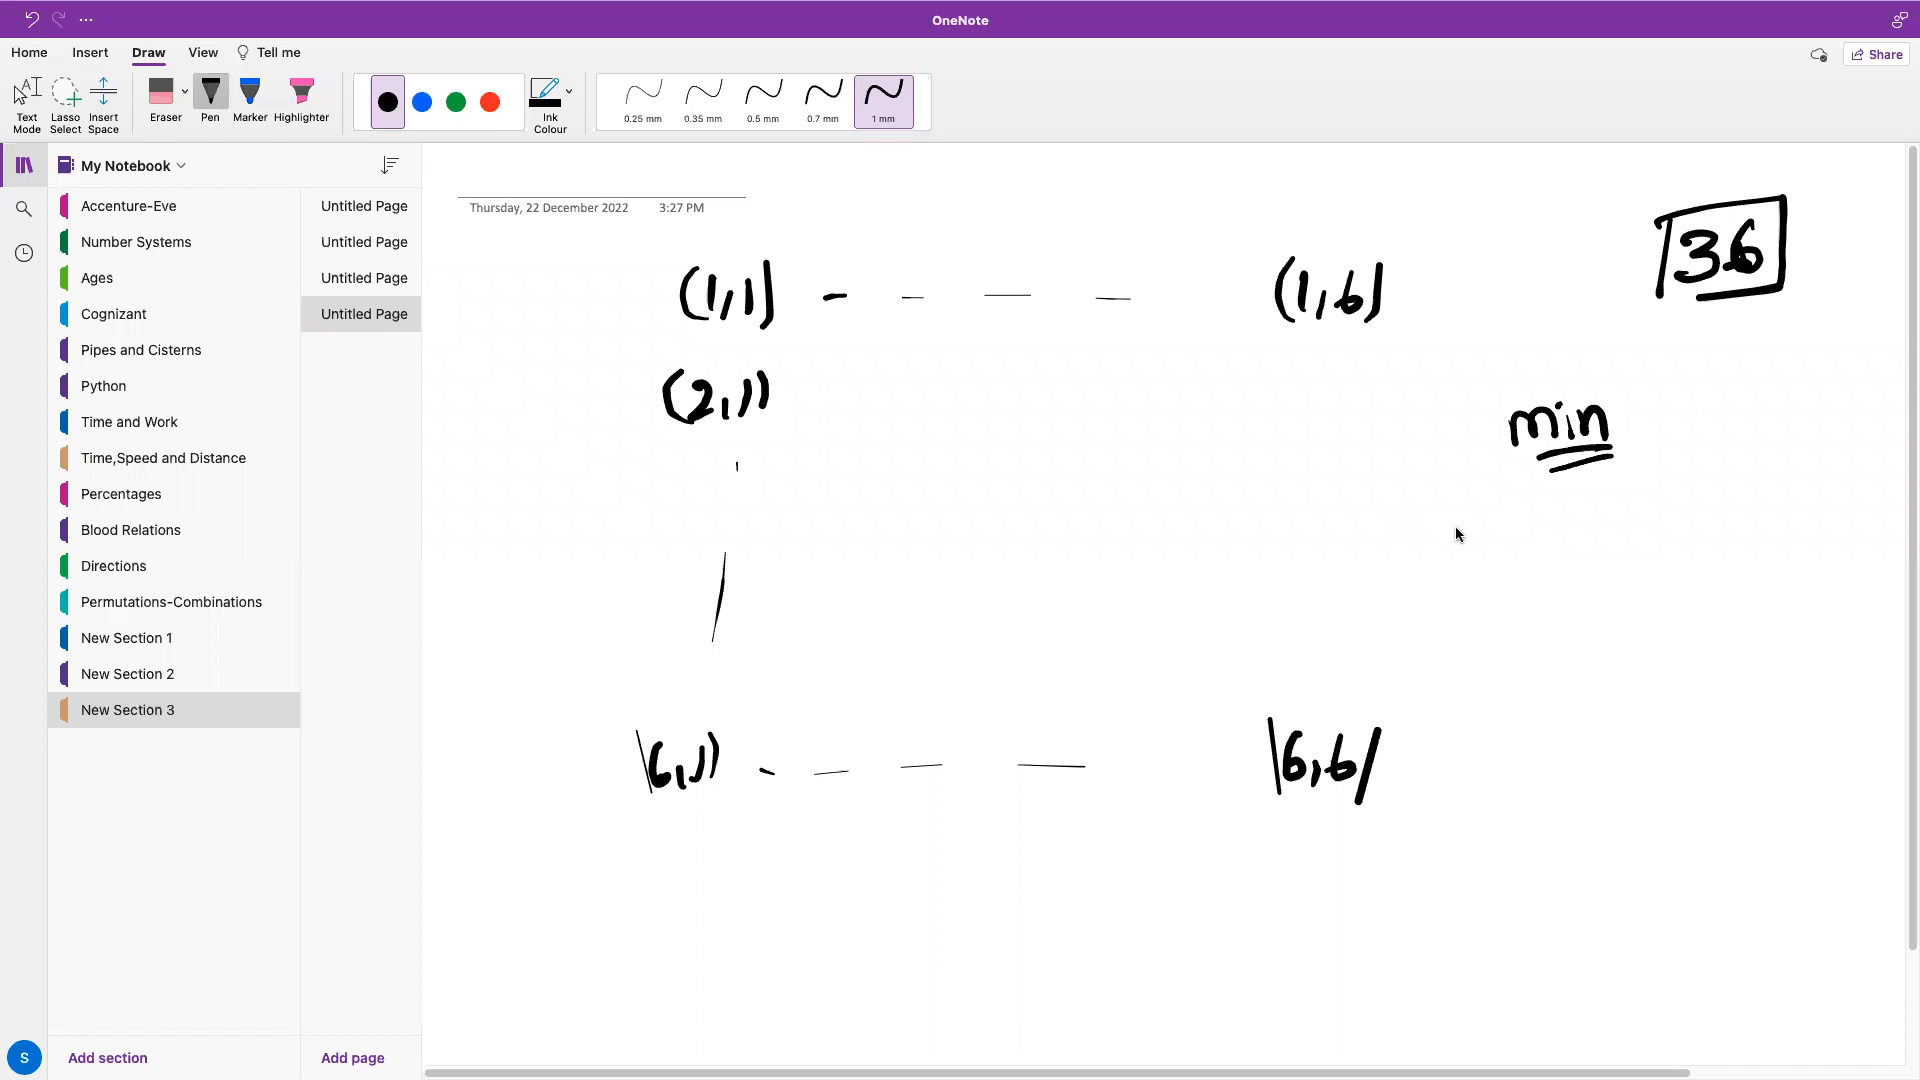 OneNote
Home Insert Draw View Tell me
Share
Text Mode
Lasso Select
Insert Space
Eraser
Pen
Marker
Highlighter
Ink Colour
0.25 mm
0.35 mm
0.5 mm
0.7 mm
1 mm
My Notebook
Accenture-Eve
Number Systems
Ages
Cognizant
Pipes and Cisterns
Python
Time and Work
Time,Speed and Distance
Percentages
Blood Relations
Directions
Permutations-Combinations
New Section 1
New Section 2
New Section 3
Untitled Page
Untitled Page
Untitled Page
Untitled Page
Thursday, 22 December 2022 3:27 PM
36
(1,1) - - - - (1,6)
(2,1)
min
(6,1) - - - - (6,6)
S
Add section
Add page